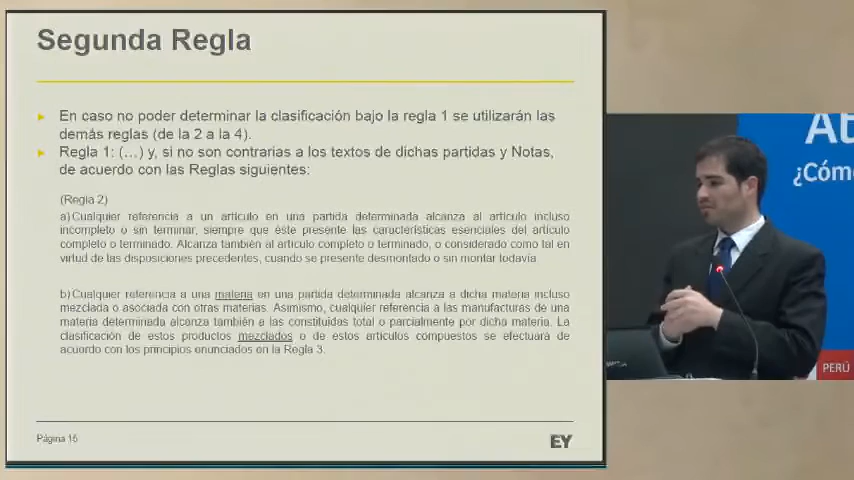 Segunda Regla
En caso no poder determinar la clasificación bajo la regla 1 se utilizarán las
demás reglas (de la 2 a la 4).
Regla 1: (…) y, si no son contrarias a los textos de dichas partidas y Notas,
de acuerdo con las Reglas siguientes:
(Regla 2)
a) Cualquier referencia a un artículo en una partida determinada alcanza al artículo incluso
incompleto o sin terminar, siempre que éste presente las características esenciales del artículo
completo o terminado. Alcanza también al artículo completo o terminado, o considerado como tal en
virtud de las disposiciones precedentes, cuando se presente desmontado o sin montar todavía.
b) Cualquier referencia a una materia en una partida determinada alcanza a dicha materia incluso
mezclada o asociada con otras materias. Asimismo, cualquier referencia a las manufacturas de una
materia determinada alcanza también a las constituidas total o parcialmente por dicha materia. La
clasificación de estos productos mezclados o de estos artículos compuestos se efectuará de
acuerdo con los principios enunciados en la Regla 3.
Página 15
EY
¿Cómo
PERÚ